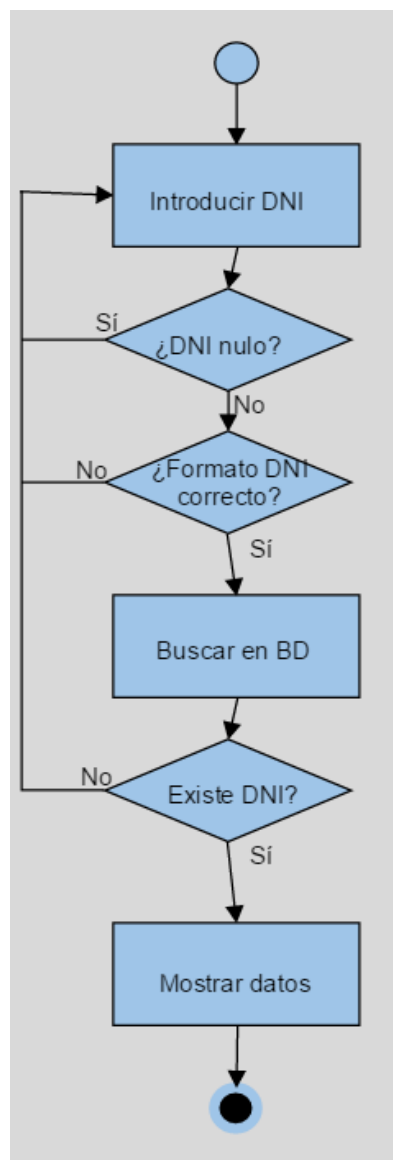 Introducir DNI
Sí
¿DNI nulo?
No
No
¿Formato DNI
correcto?
Sí
Buscar en BD
No
Existe DNI?
Sí
Mostrar datos